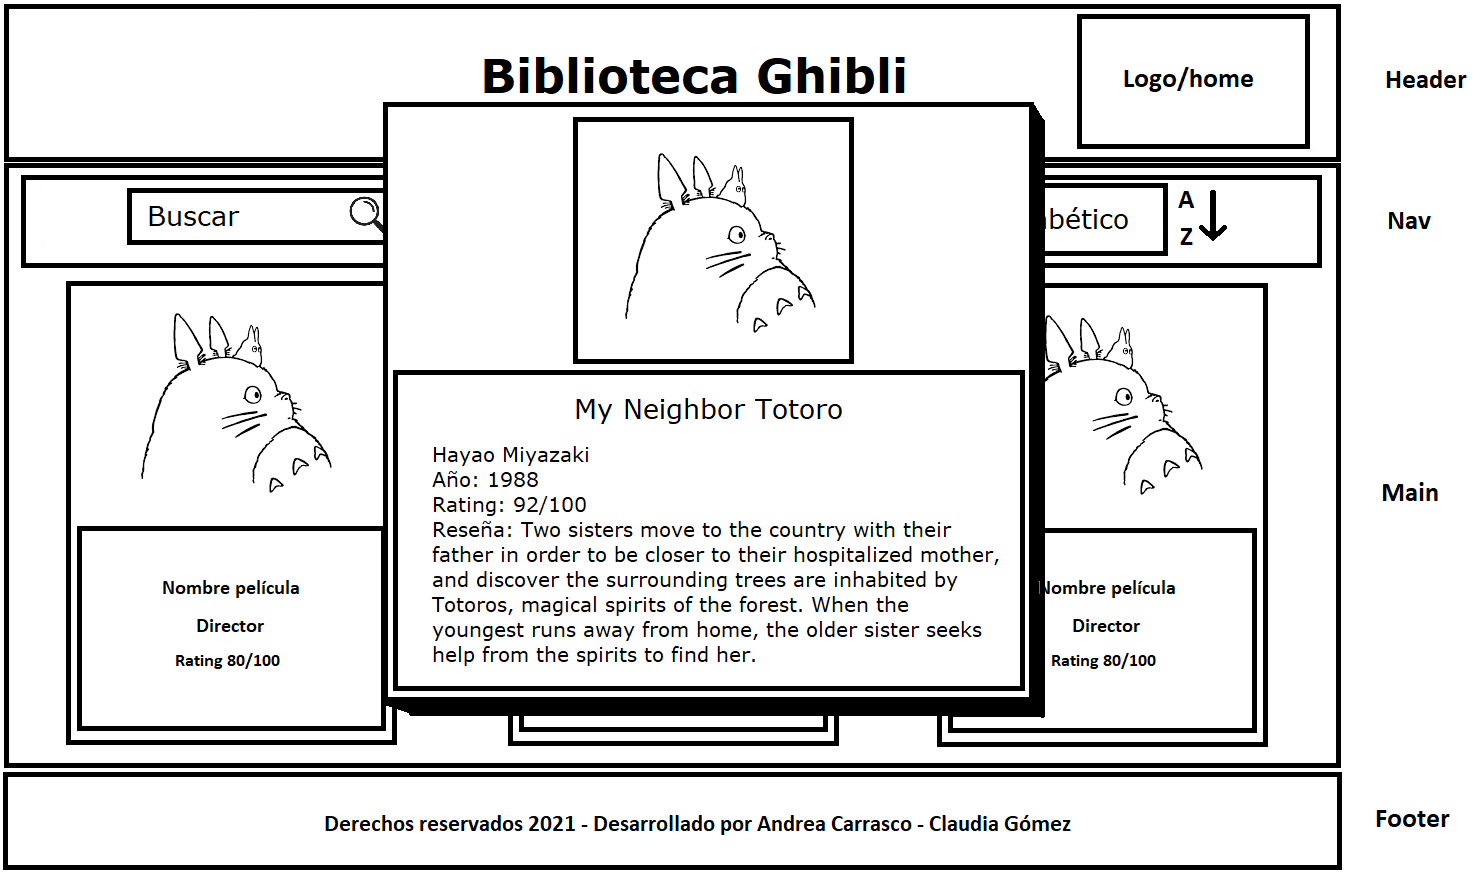 Biblioteca Ghibli
Logo/home
Header
Buscar
bético
A
Z
Nav
My Neighbor Totoro
Hayao Miyazaki
Año: 1988
Rating: 92/100
Reseña: Two sisters move to the country with their
father in order to be closer to their hospitalized mother,
and discover the surrounding trees are inhabited by
Totoros, magical spirits of the forest. When the
youngest runs away from home, the older sister seeks
help from the spirits to find her.
Main
Nombre película
Director
Rating 80/100
Nombre película
Director
Rating 80/100
Derechos reservados 2021 - Desarrollado por Andrea Carrasco - Claudia Gómez
Footer